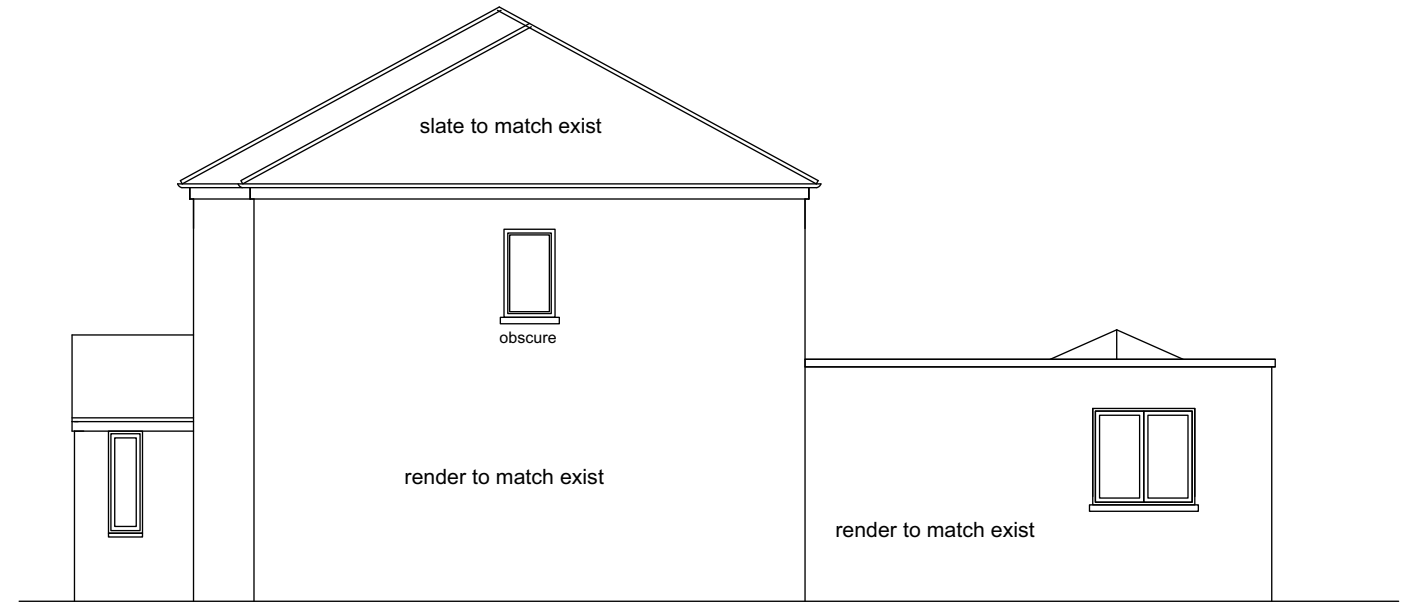 slate to match exist
obscure
render to match exist
render to match exist